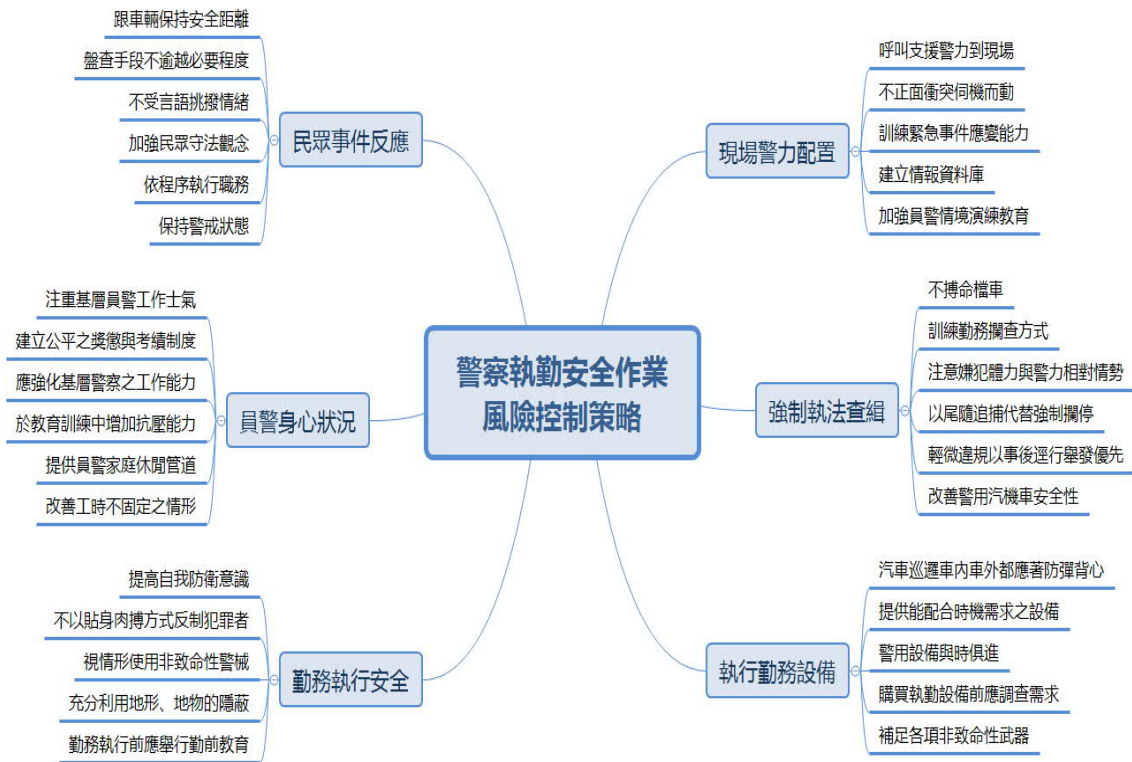 警察執勤安全作業
風險控制策略
民眾事件反應
跟車輛保持安全距離
盤查手段不逾越必要程度
不受言語挑撥情緒
加強民眾守法觀念
依程序執行職務
保持警戒狀態
員警身心狀況
注重基層員警工作士氣
建立公平之獎懲與考績制度
應強化基層警察之工作能力
於教育訓練中增加抗壓能力
提供員警家庭休閒管道
改善工時不固定之情形
勤務執行安全
提高自我防衛意識
不以貼身肉搏方式反制犯罪者
視情形使用非致命性警械
充分利用地形、地物的隱蔽
勤務執行前應舉行勤前教育
現場警力配置
呼叫支援警力到現場
不正面衝突伺機而動
訓練緊急事件應變能力
建立情報資料庫
加強員警情境演練教育
強制執法查緝
不搏命檔車
訓練勤務攔查方式
注意嫌犯體力與警力相對情勢
以尾隨追捕代替強制攔停
輕微違規以事後逕行舉發優先
改善警用汽機車安全性
執行勤務設備
汽車巡邏車內車外都應著防彈背心
提供能配合時機需求之設備
警用設備與時俱進
購買執勤設備前應調查需求
補足各項非致命性武器